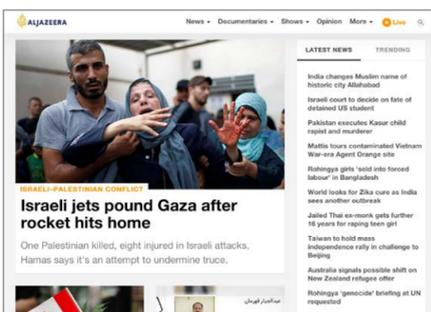 ALJAZEERA
News Documentaries Shows Opinion More Live
LATEST NEWS TRENDING
ISRAELI-PALESTINIAN CONFLICT
Israeli jets pound Gaza after
rocket hits home
One Palestinian killed, eight injured in Israeli attacks,
Hamas says it's an attempt to undermine truce.
India changes Muslim name of
historic city Allahabad
Israeli court to decide on fate of
detained US student
Pakistan executes Kasur child
rapist and murderer
Mattis tours contaminated Vietnam
War-era Agent Orange site
Rohingya girls 'sold into forced
labour' in Bangladesh
World looks for Zika cure as India
sees another outbreak
Jailed Thai ex-monk gets further
16 years for raping teen girl
Taiwan to hold mass
independence rally in challenge to
Beijing
Australia signals possible shift on
New Zealand refugee offer
Rohingya 'genocide' briefing at UN
requested